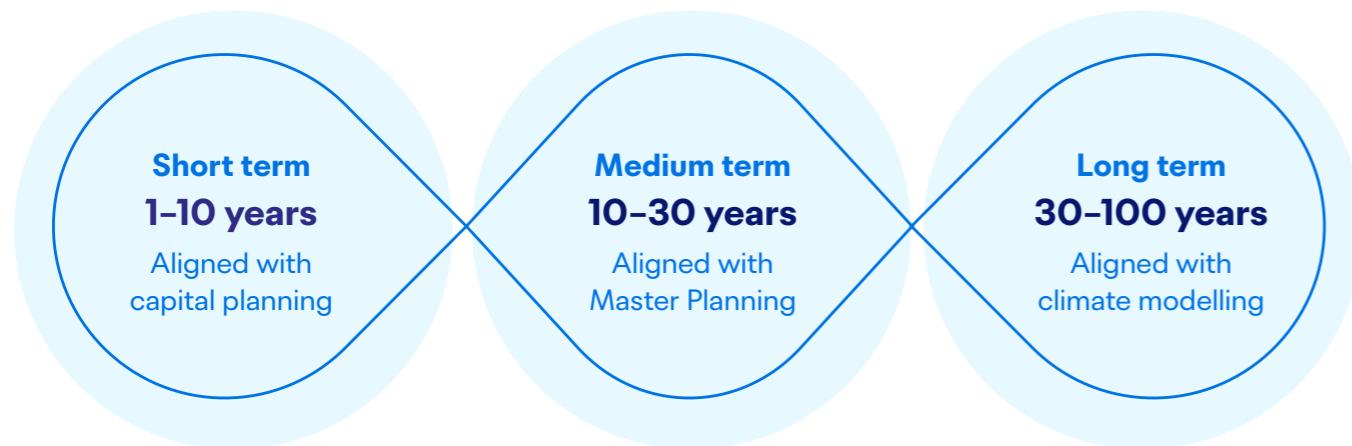 Short term
1–10 years
Aligned with
capital planning
Medium term
10–30 years
Aligned with
Master Planning
Long term
30–100 years
Aligned with
climate modelling